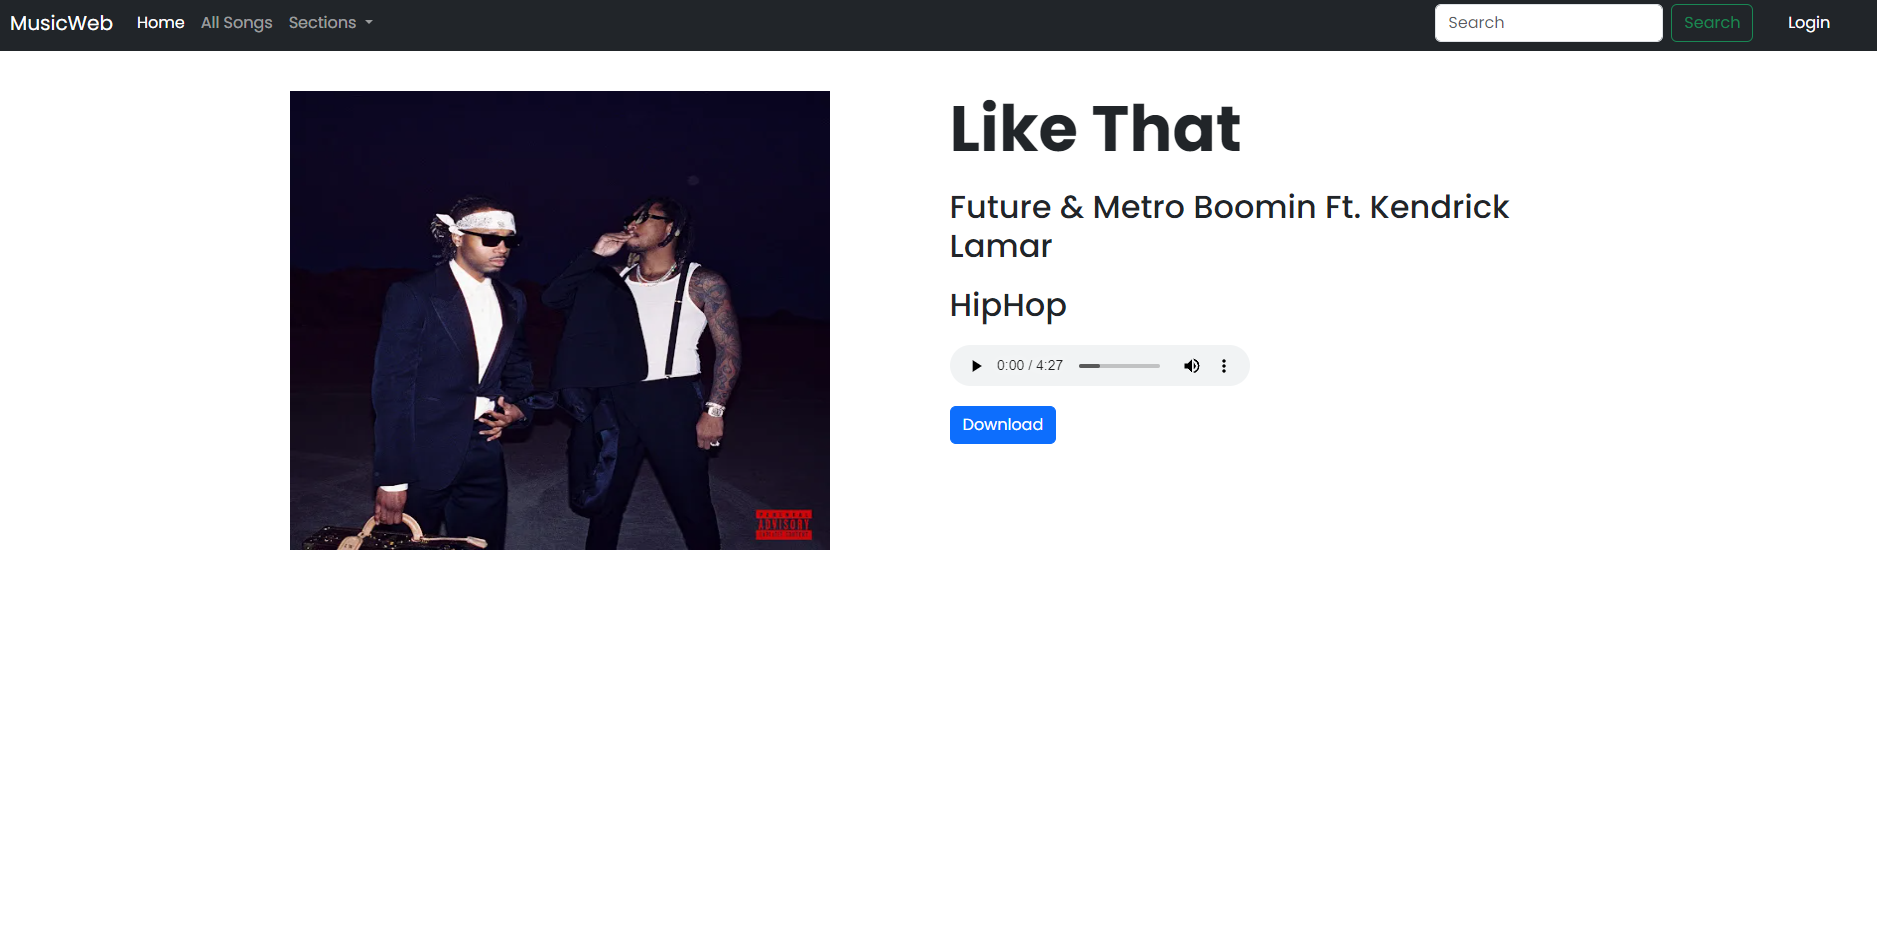 MusicWeb Home All Songs Sections Search Search Login
Like That
Future & Metro Boomin Ft. Kendrick
Lamar
HipHop
0:00 / 4:27
Download
ADVISORY